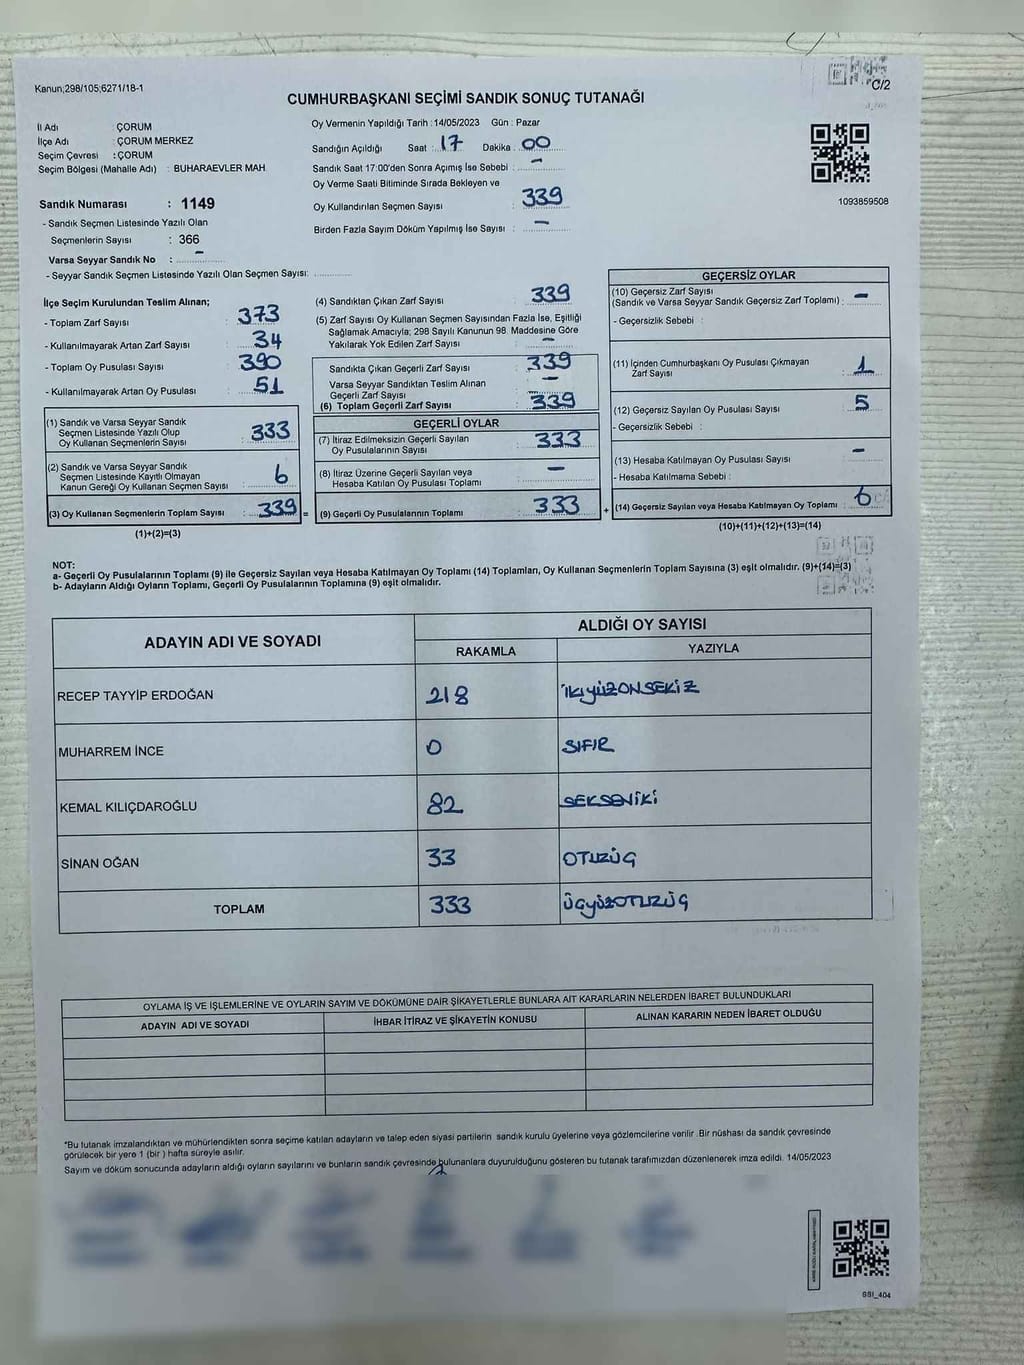 Kanun;298/105;6271/18-1
C/2
CUMHURBAŞKANI SEÇİMİ SANDIK SONUÇ TUTANAĞI
İl Adı : ÇORUM
İlçe Adı : ÇORUM MERKEZ
Seçim Çevresi : ÇORUM
Seçim Bölgesi (Mahalle Adı) : BUHARAEVLER MAH
Sandık Numarası : 1149
- Sandık Seçmen Listesinde Yazılı Olan
Seçmenlerin Sayısı : 366
Varsa Seyyar Sandık No : -
- Seyyar Sandık Seçmen Listesinde Yazılı Olan Seçmen Sayısı:
Oy Vermenin Yapıldığı Tarih : 14/05/2023 Gün : Pazar
Sandığın Açıldığı Saat : 17 Dakika : 00
Sandık Saat 17:00'den Sonra Açımış İse Sebebi : -
Oy Verme Saati Bitiminde Sırada Bekleyen ve
Oy Kullandırılan Seçmen Sayısı : 339
Birden Fazla Sayım Döküm Yapılmış İse Sayısı : -
1093859508
İlçe Seçim Kurulundan Teslim Alınan;
- Toplam Zarf Sayısı : 373
- Kullanılmayarak Artan Zarf Sayısı : 34
- Toplam Oy Pusulası Sayısı : 390
- Kullanılmayarak Artan Oy Pusulası : 51
(1) Sandık ve Varsa Seyyar Sandık
Seçmen Listesinde Yazılı Olup
Oy Kullanan Seçmenlerin Sayısı : 333
(2) Sandık ve Varsa Seyyar Sandık
Seçmen Listesinde Kayıtlı Olmayan
Kanun Gereği Oy Kullanan Seçmen Sayısı : 6
(3) Oy Kullanan Seçmenlerin Toplam Sayısı : 339 =
(1)+(2)=(3)
(4) Sandıktan Çıkan Zarf Sayısı : 339
(5) Zarf Sayısı Oy Kullanan Seçmen Sayısından Fazla İse, Eşitliği
Sağlamak Amacıyla; 298 Sayılı Kanunun 98. Maddesine Göre
Yakılarak Yok Edilen Zarf Sayısı : -
Sandıkta Çıkan Geçerli Zarf Sayısı : 339
Varsa Seyyar Sandıktan Teslim Alınan
Geçerli Zarf Sayısı : -
(6) Toplam Geçerli Zarf Sayısı : 339
GEÇERLİ OYLAR
(7) İtiraz Edilmeksizin Geçerli Sayılan
Oy Pusulalarının Sayısı : 333
(8) İtiraz Üzerine Geçerli Sayılan veya
Hesaba Katılan Oy Pusulası Toplamı : -
(9) Geçerli Oy Pusulalarının Toplamı : 333 +
GEÇERSİZ OYLAR
(10) Geçersiz Zarf Sayısı
(Sandık ve Varsa Seyyar Sandık Geçersiz Zarf Toplamı) : -
- Geçersizlik Sebebi :
(11) İçinden Cumhurbaşkanı Oy Pusulası Çıkmayan
Zarf Sayısı : 1
(12) Geçersiz Sayılan Oy Pusulası Sayısı : 5
- Geçersizlik Sebebi :
(13) Hesaba Katılmayan Oy Pusulası Sayısı : -
- Hesaba Katılmama Sebebi :
(14) Geçersiz Sayılan veya Hesaba Katılmayan Oy Toplamı : 6
(10)+(11)+(12)+(13)=(14)
NOT:
a- Geçerli Oy Pusulalarının Toplamı (9) ile Geçersiz Sayılan veya Hesaba Katılmayan Oy Toplamı (14) Toplamları, Oy Kullanan Seçmenlerin Toplam Sayısına (3) eşit olmalıdır. (9)+(14)=(3)
b- Adayların Aldığı Oyların Toplamı, Geçerli Oy Pusulalarının Toplamına (9) eşit olmalıdır.
ADAYIN ADI VE SOYADI ALDIĞI OY SAYISI
RAKAMLA YAZIYLA
RECEP TAYYİP ERDOĞAN 218 İKİYÜZONSEKİZ
MUHARREM İNCE 0 SIFIR
KEMAL KILIÇDAROĞLU 82 SEKSENİKİ
SİNAN OĞAN 33 OTUZÜÇ
TOPLAM 333 ÜÇYÜZOTUZÜÇ
OYLAMA İŞ VE İŞLEMLERİNE VE OYLARIN SAYIM VE DÖKÜMÜNE DAİR ŞİKAYETLERLE BUNLARA AİT KARARLARIN NELERDEN İBARET BULUNDUKLARI
ADAYIN ADI VE SOYADI İHBAR İTİRAZ VE ŞİKAYETİN KONUSU ALINAN KARARIN NEDEN İBARET OLDUĞU
*Bu tutanak imzalandıktan ve mühürlendikten sonra seçime katılan adayların ve talep eden siyasi partilerin sandık kurulu üyelerine veya gözlemcilerine verilir. Bir nüshası da sandık çevresinde
görülecek bir yere 1 (bir ) hafta süreyle asılır.
Sayım ve döküm sonucunda adayların aldığı oyların sayılarını ve bunların sandık çevresinde bulunanlara duyurulduğunu gösteren bu tutanak tarafımızdan düzenlenerek imza edildi. 14/05/2023
SSI_404